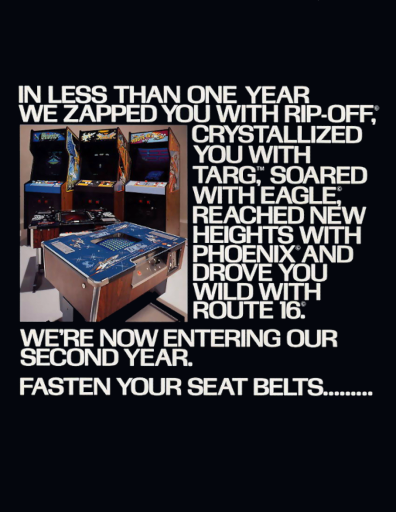 IN LESS THAN ONE YEAR
WE ZAPPED YOU WITH RIP-OFF,©
CRYSTALLIZED
YOU WITH
TARG,™ SOARED
WITH EAGLE,©
REACHED NEW
HEIGHTS WITH
PHOENIX© AND
DROVE YOU
WILD WITH
ROUTE 16.©
WE'RE NOW ENTERING OUR
SECOND YEAR.
FASTEN YOUR SEAT BELTS.........